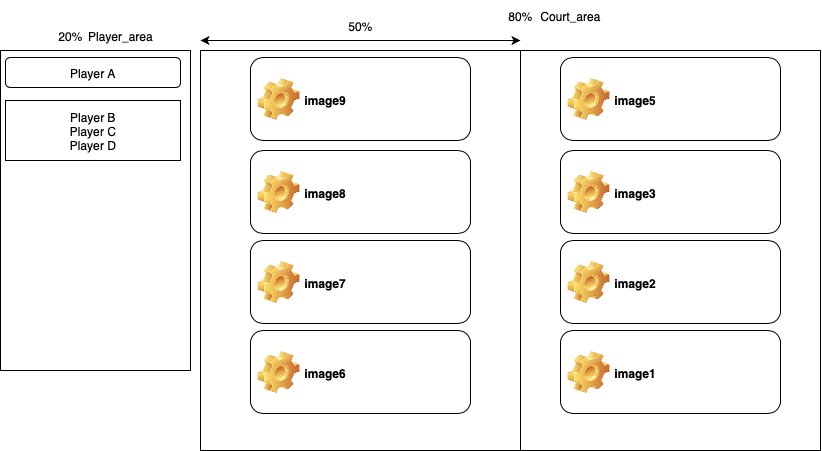 80% Court_area
20% Player_area
50%
Player A
Player B
Player C
Player D
image9
image8
image7
image6
image5
image3
image2
image1